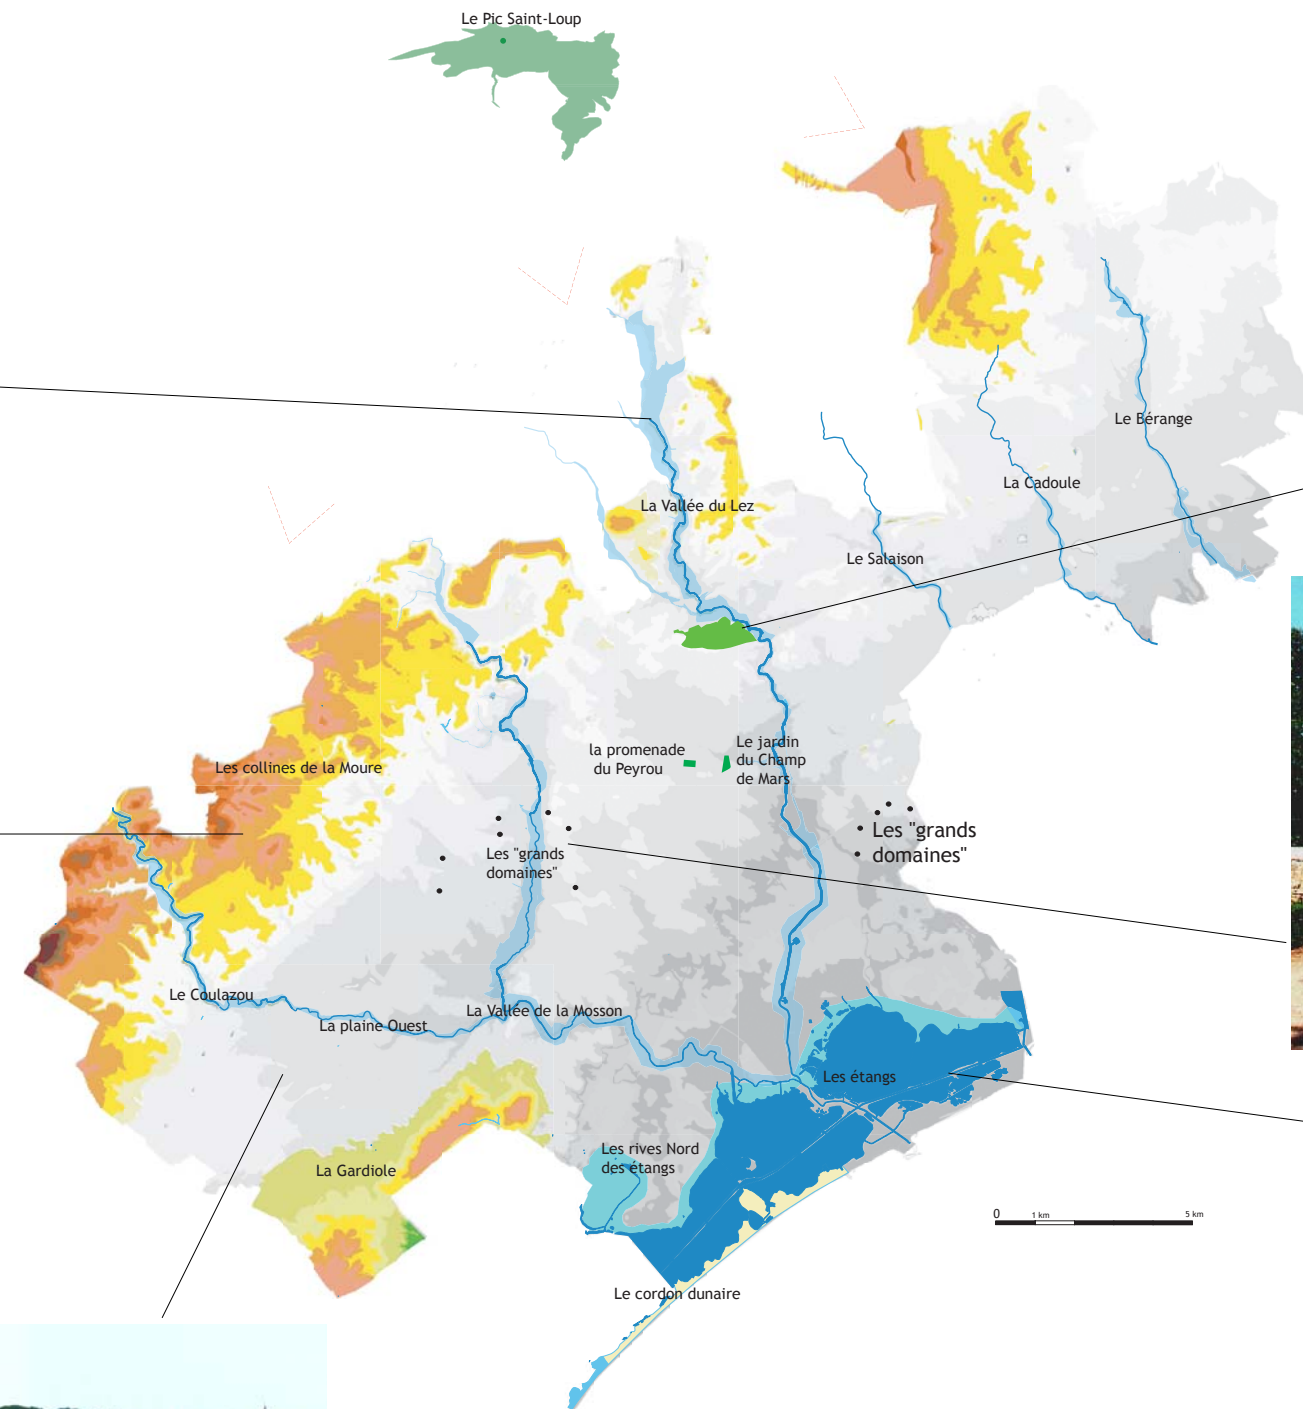 Le Pic Saint-Loup
Le Bérange
La Cadoule
La Vallée du Lez
Le Salaison
la promenade
du Peyrou
Le jardin
du Champ
de Mars
Les collines de la Moure
Les "grands
domaines"
Les "grands
domaines"
Le Coulazou
La plaine Ouest
La Vallée de la Mosson
Les étangs
Les rives Nord
des étangs
La Gardiole
0 1 km 5 km
Le cordon dunaire